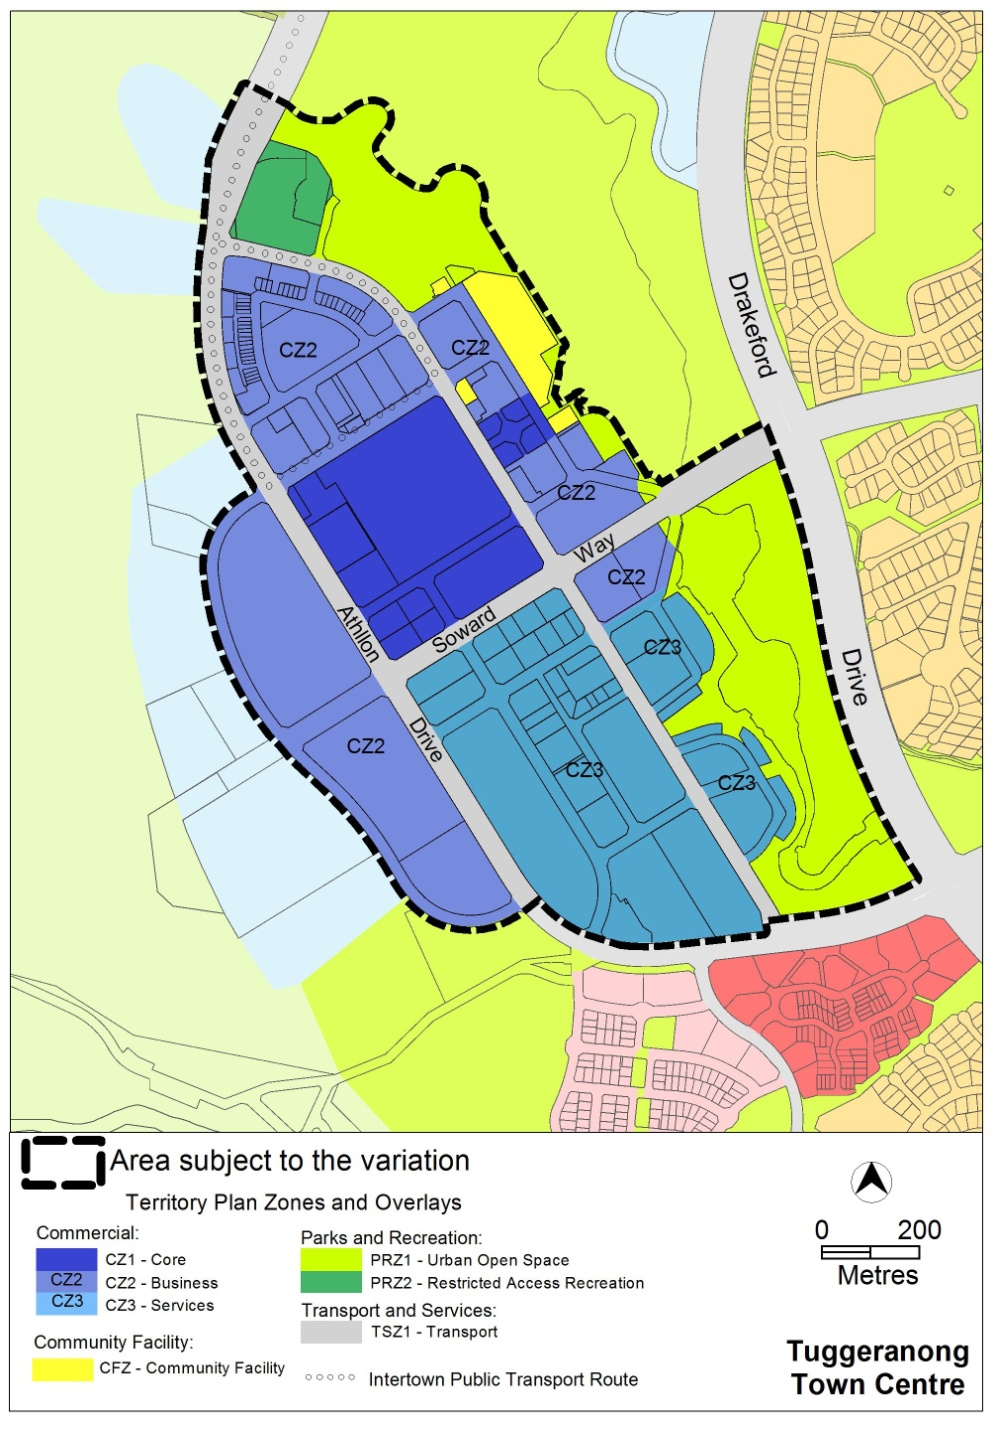 Drakeford
CZ2
CZ2
CZ2
Way
CZ2
Athllon
Soward
CZ3
Drive
Drive
CZ2
CZ3
CZ3
Area subject to the variation
Territory Plan Zones and Overlays
Commercial:
CZ1 - Core
CZ2 CZ2 - Business
CZ3 CZ3 - Services
Community Facility:
CFZ - Community Facility
Parks and Recreation:
PRZ1 - Urban Open Space
PRZ2 - Restricted Access Recreation
Transport and Services:
TSZ1 - Transport
Intertown Public Transport Route
0 200
Metres
Tuggeranong
Town Centre